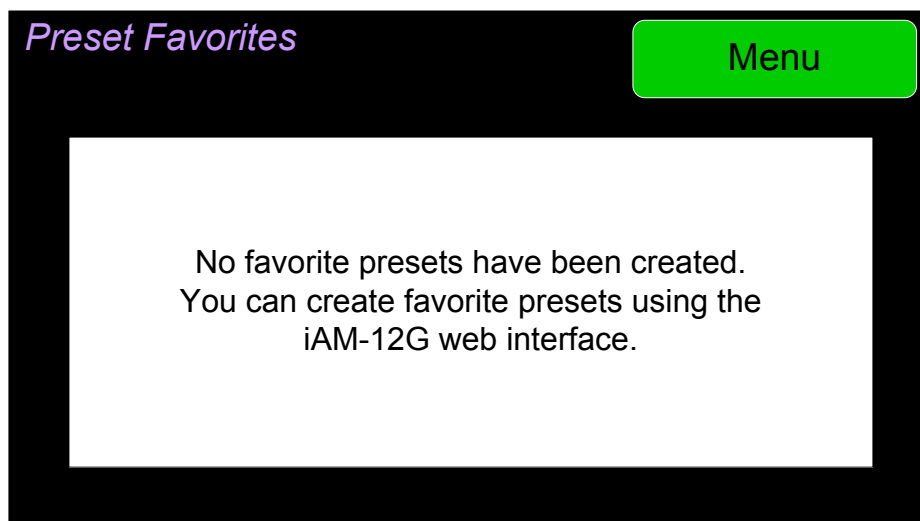 Preset Favorites
Menu
No favorite presets have been created.
You can create favorite presets using the
iAM-12G web interface.